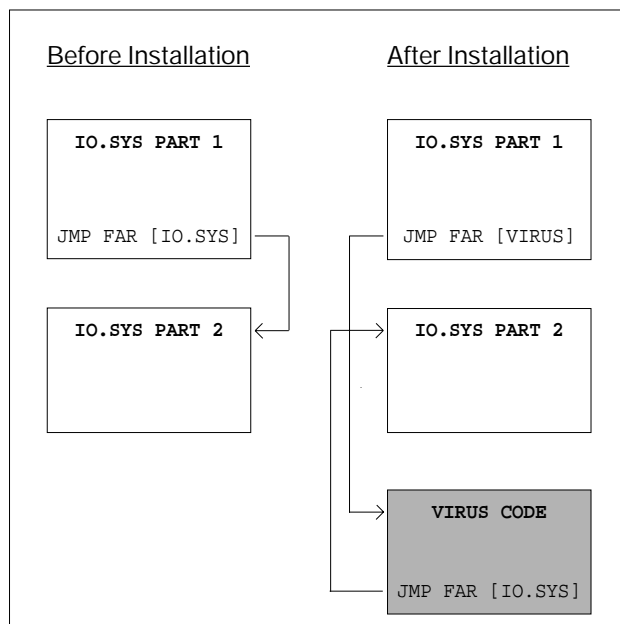 Before Installation
After Installation
IO.SYS PART 1
JMP FAR [IO.SYS]
IO.SYS PART 2
IO.SYS PART 1
JMP FAR [VIRUS]
IO.SYS PART 2
VIRUS CODE
JMP FAR [IO.SYS]